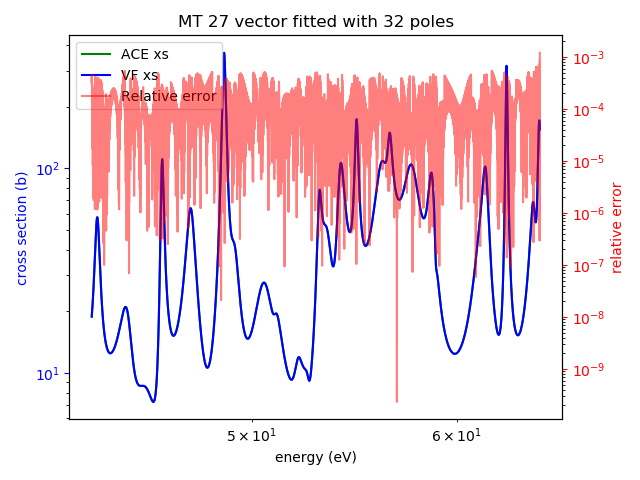 MT 27 vector fitted with 32 poles
ACE xs
VF xs
Relative error
cross section (b)
10²
10¹
10⁻³
10⁻⁴
10⁻⁵
10⁻⁶
10⁻⁷
10⁻⁸
10⁻⁹
relative error
5 × 10¹
6 × 10¹
energy (eV)